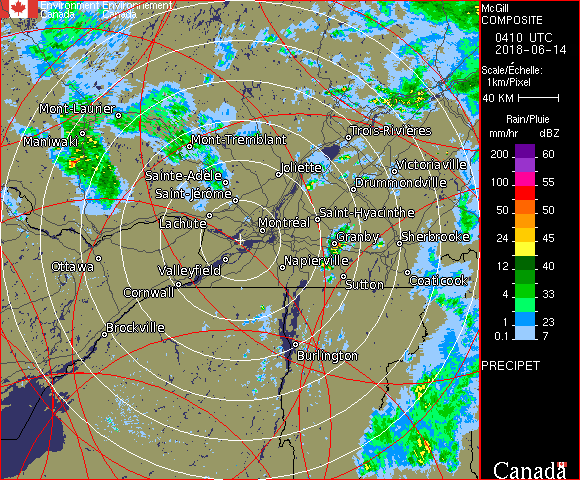 Environment Environnement
Canada Canada
Mont-Laurier
Maniwaki
Mont-Tremblant
Trois-Rivières
Sainte-Adèle
Joliette
Victoriaville
Saint-Jérôme
Drummondville
Lachute
Montréal
Saint-Hyacinthe
Granby
Sherbrooke
Ottawa
Valleyfield
Napierville
Cornwall
Sutton
Coaticook
Brockville
Burlington
McGill
COMPOSITE
0410 UTC
2018-06-14
Scale/Échelle:
1km/Pixel
40 KM
Rain/Pluie
mm/hr dBZ
200 60
100 55
50 50
24 45
12 40
4 33
1 23
0.1 7
PRECIPET
Canada